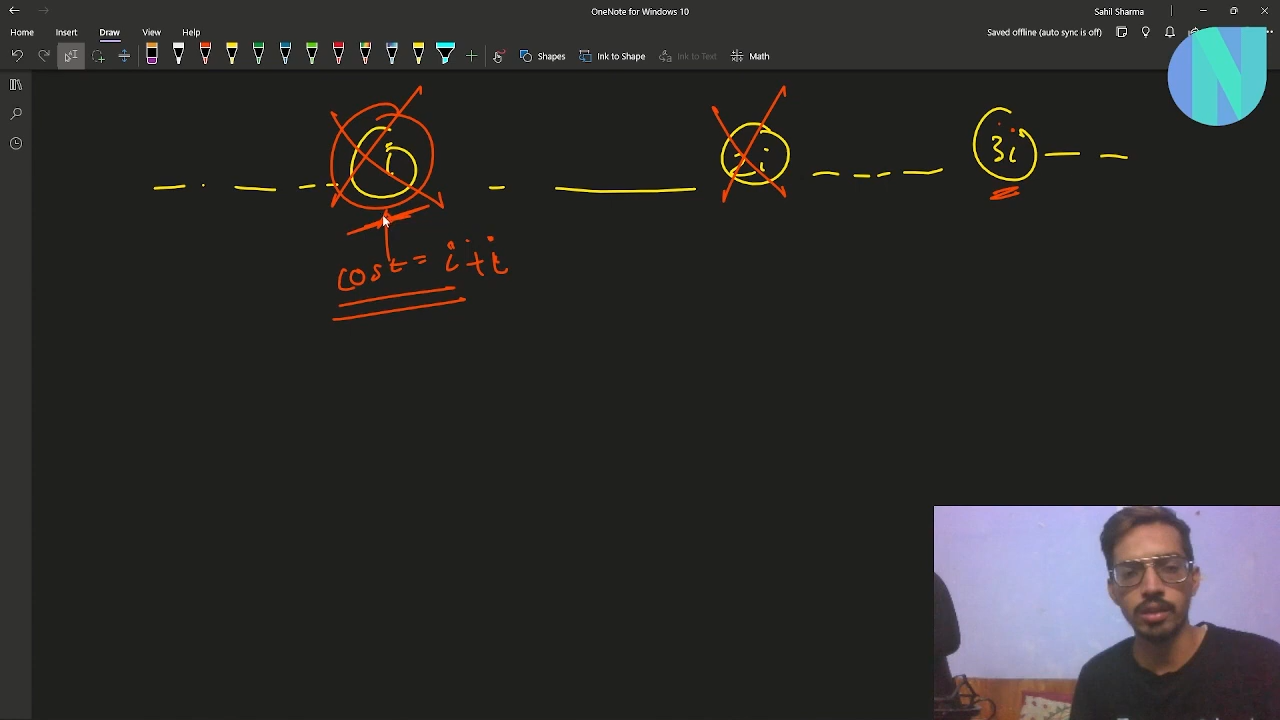 OneNote for Windows 10
Sahil Sharma
Home Insert Draw View Help
Saved offline (auto sync is off)
Shapes Ink to Shape Ink to Text Math
i 2i 3i
cost = i + i
N